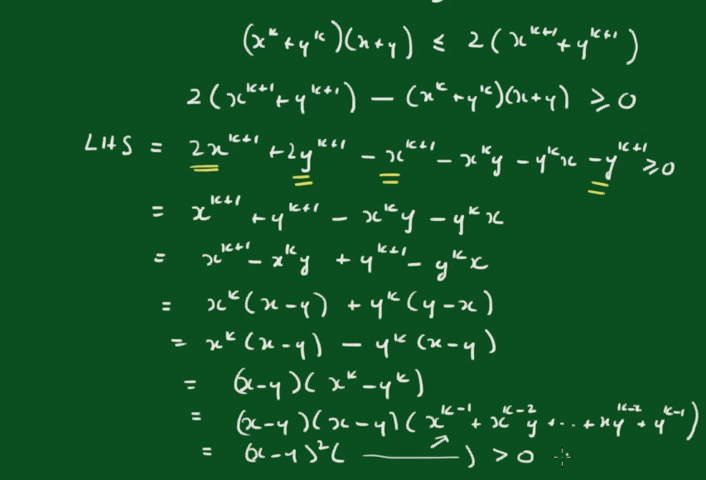 (x^k + y^k)(x+y) ≤ 2(x^{k+1} + y^{k+1})
2(x^{k+1} + y^{k+1}) − (x^k + y^k)(x+y) ≥ 0
LHS = 2x^{k+1} + 2y^{k+1} − x^{k+1} − x^k y − y^k x − y^{k+1} ≥ 0
= x^{k+1} + y^{k+1} − x^k y − y^k x
= x^{k+1} − x^k y + y^{k+1} − y^k x
= x^k (x−y) + y^k (y−x)
= x^k (x−y) − y^k (x−y)
= (x−y)(x^k − y^k)
= (x−y)(x−y)(x^{k−1} + x^{k−2} y + ... + xy^{k−2} + y^{k−1})
= (x−y)^2 ( ______ ) > 0